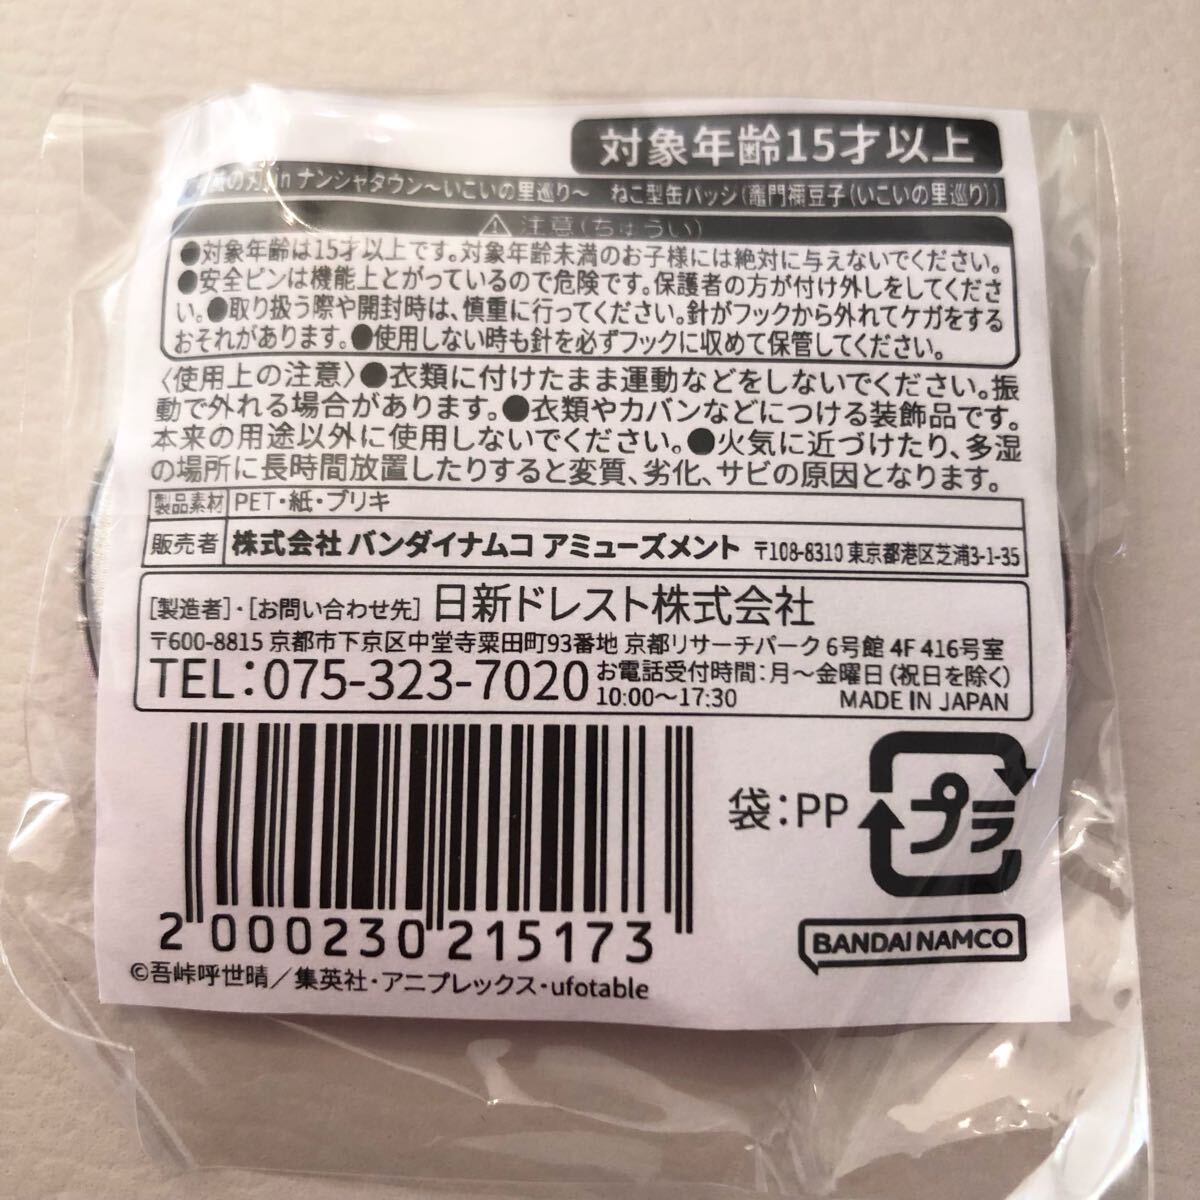 対象年齢15才以上
の刃 in ナンジャタウン～いこいの里巡り～ ねこ型缶バッジ(竈門禰豆子(いこいの里巡り))
注意(ちゅうい)
●対象年齢は15才以上です。対象年齢未満のお子様には絶対に与えないでください。
●安全ピンは機能上とがっているので危険です。保護者の方が付け外しをしてくださ
い。●取り扱う際や開封時は、慎重に行ってください。針がフックから外れてケガをする
おそれがあります。●使用しない時も針を必ずフックに収めて保管してください。
〈使用上の注意〉●衣類に付けたまま運動などをしないでください。振
動で外れる場合があります。●衣類やカバンなどにつける装飾品です。
本来の用途以外に使用しないでください。●火気に近づけたり、多湿
の場所に長時間放置したりすると変質、劣化、サビの原因となります。
製品素材 PET・紙・ブリキ
販売者 株式会社 バンダイナムコ アミューズメント 〒108-8310 東京都港区芝浦3-1-35
[製造者]・[お問い合わせ先] 日新ドレスト株式会社
〒600-8815 京都市下京区中堂寺粟田町93番地 京都リサーチパーク 6号館 4F 416号室
TEL：075-323-7020 お電話受付時間：月～金曜日(祝日を除く)
10:00～17:30 MADE IN JAPAN
袋：PP
プラ
2 000230 215173
BANDAI NAMCO
©吾峠呼世晴／集英社・アニプレックス・ufotable